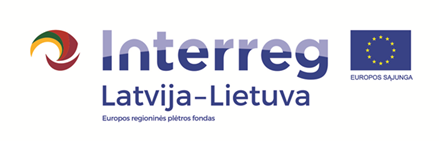 Interreg
Latvija–Lietuva
Europos regioninės plėtros fondas
EUROPOS SĄJUNGA